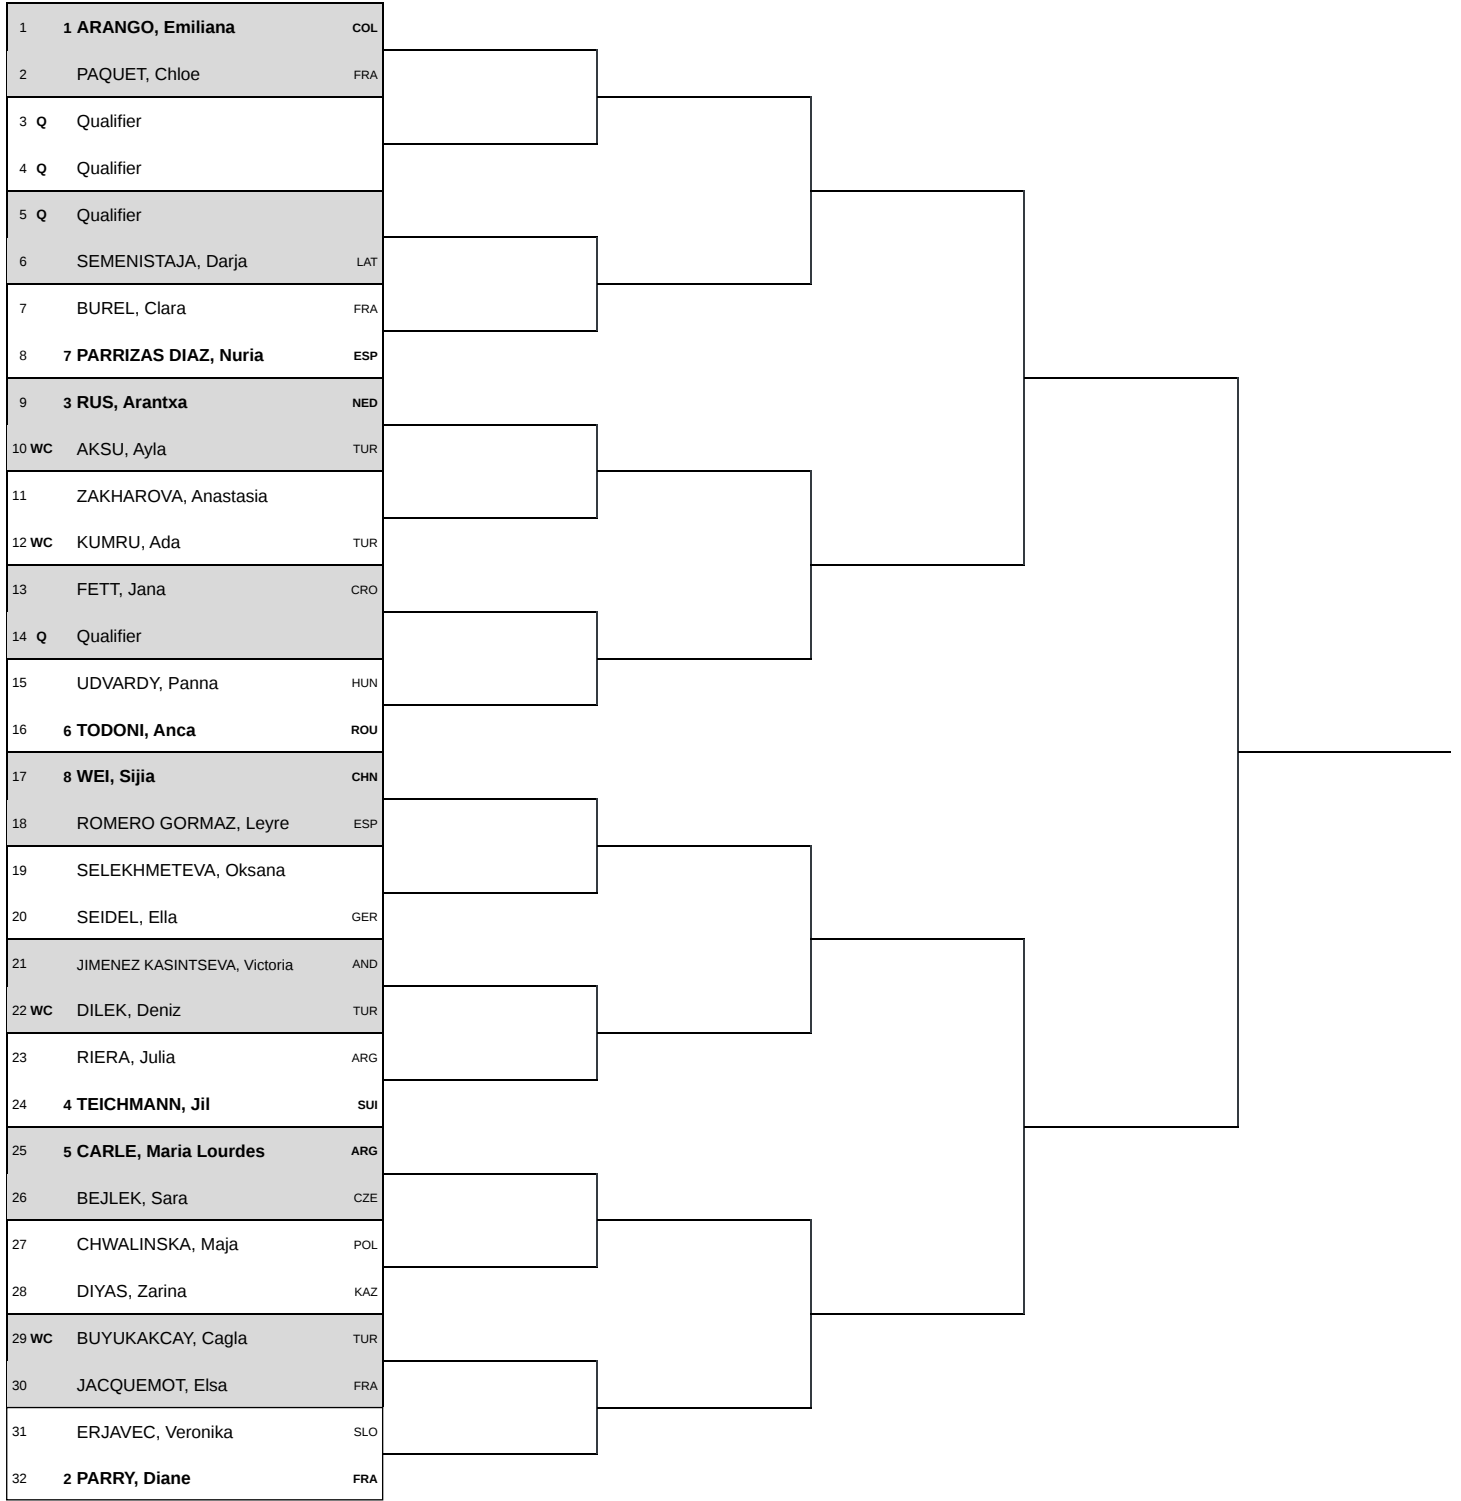 1 1 ARANGO, Emiliana COL
2 PAQUET, Chloe FRA
3 Q Qualifier
4 Q Qualifier
5 Q Qualifier
6 SEMENISTAJA, Darja LAT
7 BUREL, Clara FRA
8 7 PARRIZAS DIAZ, Nuria ESP
9 3 RUS, Arantxa NED
10 WC AKSU, Ayla TUR
11 ZAKHAROVA, Anastasia
12 WC KUMRU, Ada TUR
13 FETT, Jana CRO
14 Q Qualifier
15 UDVARDY, Panna HUN
16 6 TODONI, Anca ROU
17 8 WEI, Sijia CHN
18 ROMERO GORMAZ, Leyre ESP
19 SELEKHMETEVA, Oksana
20 SEIDEL, Ella GER
21 JIMENEZ KASINTSEVA, Victoria AND
22 WC DILEK, Deniz TUR
23 RIERA, Julia ARG
24 4 TEICHMANN, Jil SUI
25 5 CARLE, Maria Lourdes ARG
26 BEJLEK, Sara CZE
27 CHWALINSKA, Maja POL
28 DIYAS, Zarina KAZ
29 WC BUYUKAKCAY, Cagla TUR
30 JACQUEMOT, Elsa FRA
31 ERJAVEC, Veronika SLO
32 2 PARRY, Diane FRA